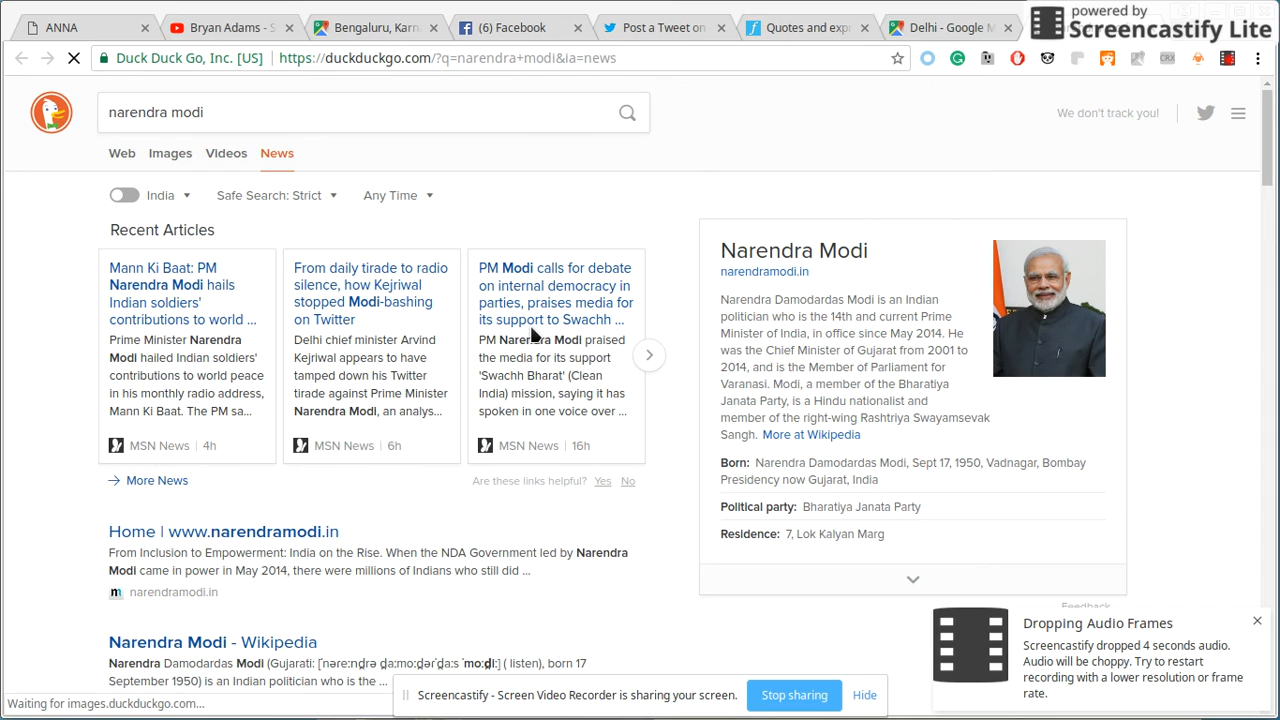 powered by
Screencastify Lite
ANNA
Bryan Adams - S
Facebook
Post a Tweet on
Quotes and exp
Delhi - Google M
Duck Duck Go, Inc. [US]
https://duckduckgo.com/?q=narendra+modi&ia=news
CRX
narendra modi
We don't track you!
Web Images Videos News
India Safe Search: Strict Any Time
Recent Articles
Mann Ki Baat: PM
Narendra Modi hails
Indian soldiers'
contributions to world ...
Prime Minister Narendra
Modi hailed Indian soldiers'
contributions to world peace
in his monthly radio address,
Mann Ki Baat. The PM sa...
MSN News | 4h
From daily tirade to radio
silence, how Kejriwal
stopped Modi-bashing
on Twitter
Delhi chief minister Arvind
Kejriwal appears to have
tamped down his Twitter
tirade against Prime Minister
Narendra Modi, an analys...
MSN News | 6h
PM Modi calls for debate
on internal democracy in
parties, praises media for
its support to Swachh ...
PM Narendra Modi praised
the media for its support
'Swachh Bharat' (Clean
India) mission, saying it has
spoken in one voice over ...
MSN News | 16h
More News
Are these links helpful? Yes No
Home | www.narendramodi.in
From Inclusion to Empowerment: India on the Rise. When the NDA Government led by Narendra
Modi came in power in May 2014, there were millions of Indians who still did ...
m narendramodi.in
Narendra Modi - Wikipedia
Narendra Damodardas Modi (Gujarati: [ˈnəreːnd̪rə d̪aːmoːd̪ərˈd̪aːs ˈmoːd̪iː] ( listen), born 17
September 1950) is an Indian politician who is the ...
Narendra Modi
narendramodi.in
Narendra Damodardas Modi is an Indian
politician who is the 14th and current Prime
Minister of India, in office since May 2014. He
was the Chief Minister of Gujarat from 2001 to
2014, and is the Member of Parliament for
Varanasi. Modi, a member of the Bharatiya
Janata Party, is a Hindu nationalist and
member of the right-wing Rashtriya Swayamsevak
Sangh. More at Wikipedia
Born: Narendra Damodardas Modi, Sept 17, 1950, Vadnagar, Bombay
Presidency now Gujarat, India
Political party: Bharatiya Janata Party
Residence: 7, Lok Kalyan Marg
Feedback
Dropping Audio Frames
Screencastify dropped 4 seconds audio.
Audio will be choppy. Try to restart
recording with a lower resolution or frame
rate.
Screencastify - Screen Video Recorder is sharing your screen. Stop sharing Hide
Waiting for images.duckduckgo.com...